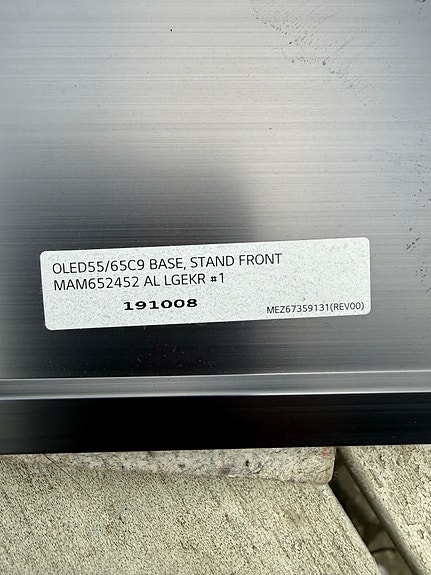 OLED55/65C9 BASE, STAND FRONT
MAM652452 AL LGEKR #1
191008
MEZ67359131(REV00)